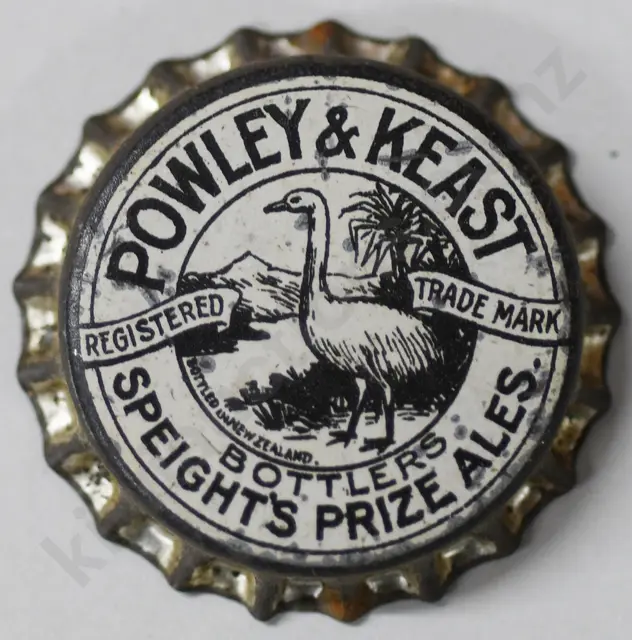 POWLEY & KEAST
REGISTERED
TRADE MARK
BOTTLED IN NEW ZEALAND.
BOTTLERS
SPEIGHT'S PRIZE ALES.